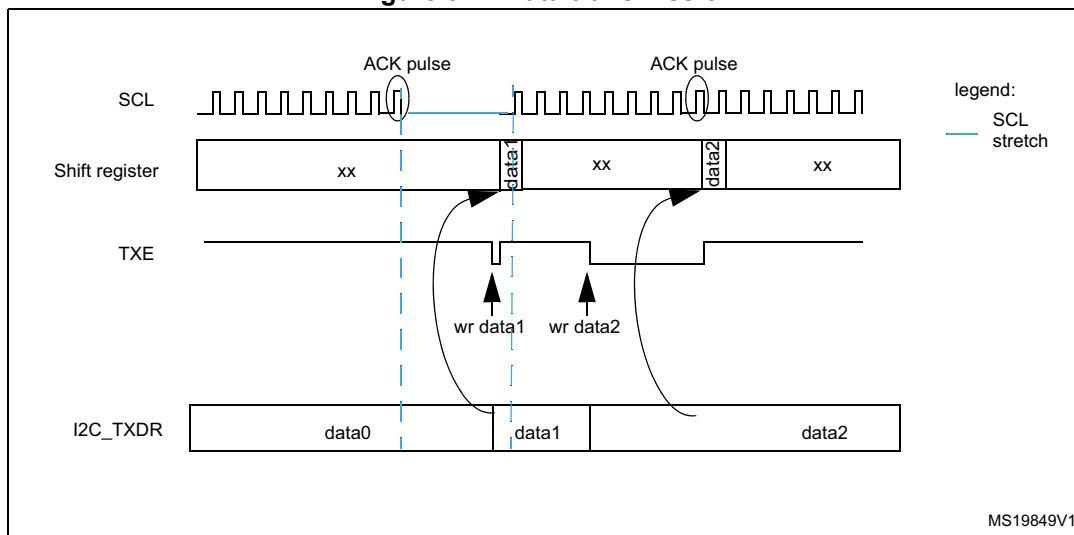 ACK pulse ACK pulse
SCL
legend:
SCL
stretch
Shift register xx data1 xx data2 xx
TXE
wr data1 wr data2
I2C_TXDR data0 data1 data2
MS19849V1